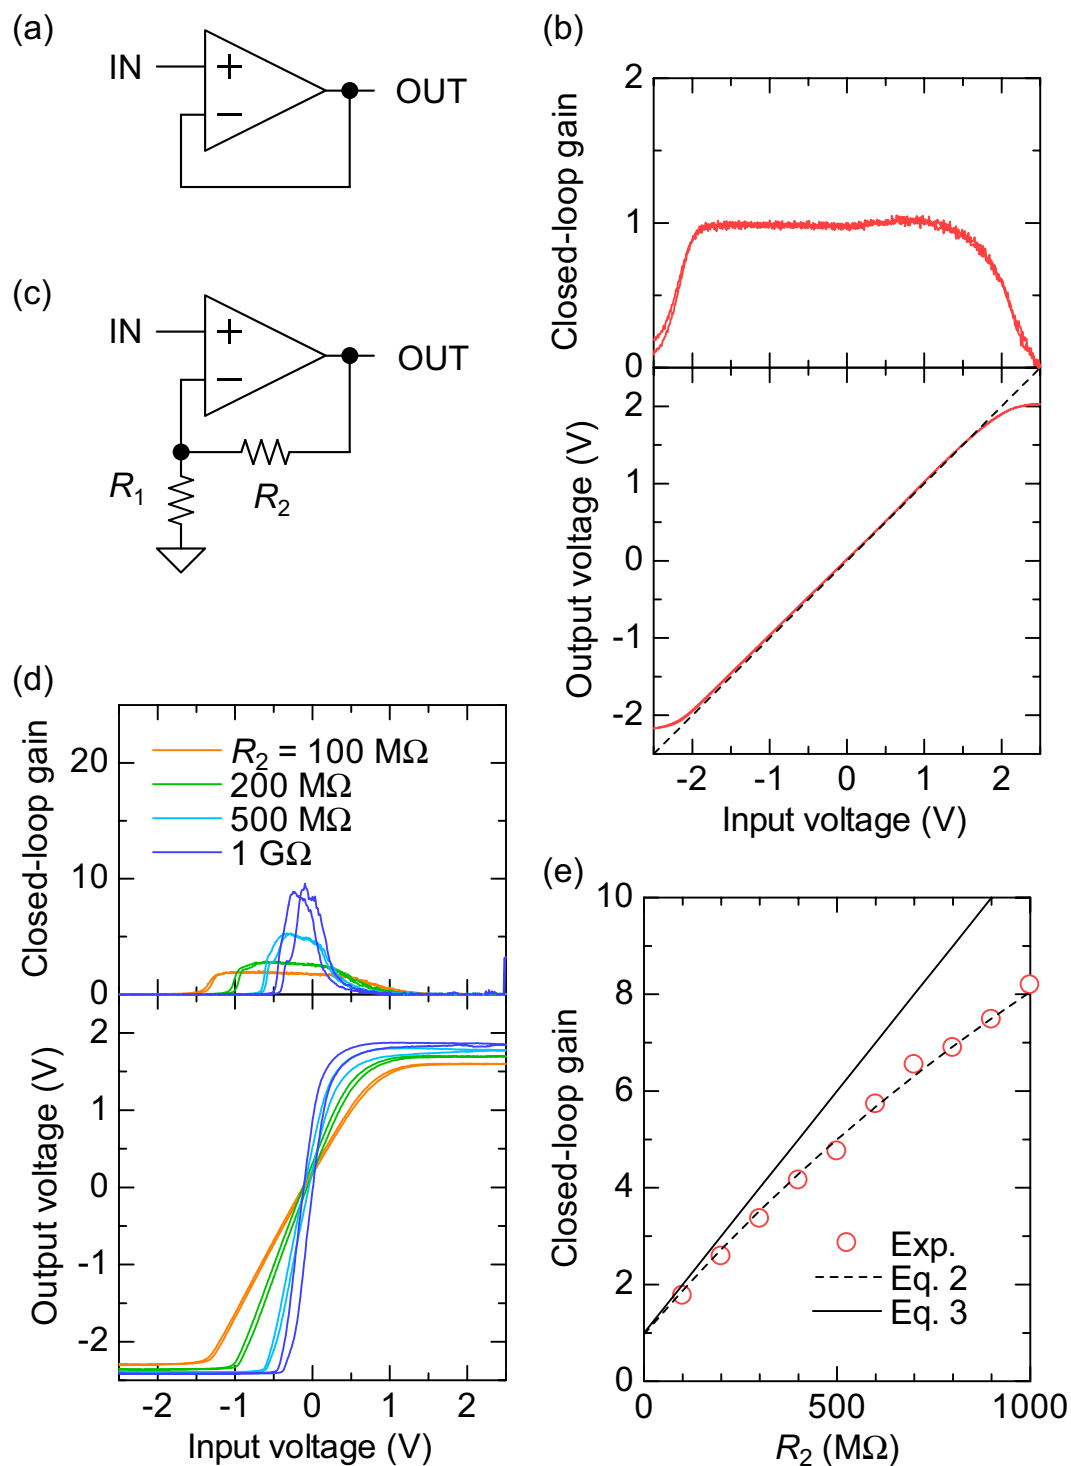 (a)
IN
+
−
OUT
(b)
Closed-loop gain
2
1
0
Output voltage (V)
2
1
0
-1
-2
-2 -1 0 1 2
Input voltage (V)
(c)
IN
+
−
OUT
R1
R2
(d)
Closed-loop gain
20
10
0
R2 = 100 MΩ
200 MΩ
500 MΩ
1 GΩ
Output voltage (V)
2
1
0
-1
-2
-2 -1 0 1 2
Input voltage (V)
(e)
Closed-loop gain
10
8
6
4
2
0
Exp.
Eq. 2
Eq. 3
0 500 1000
R2 (MΩ)